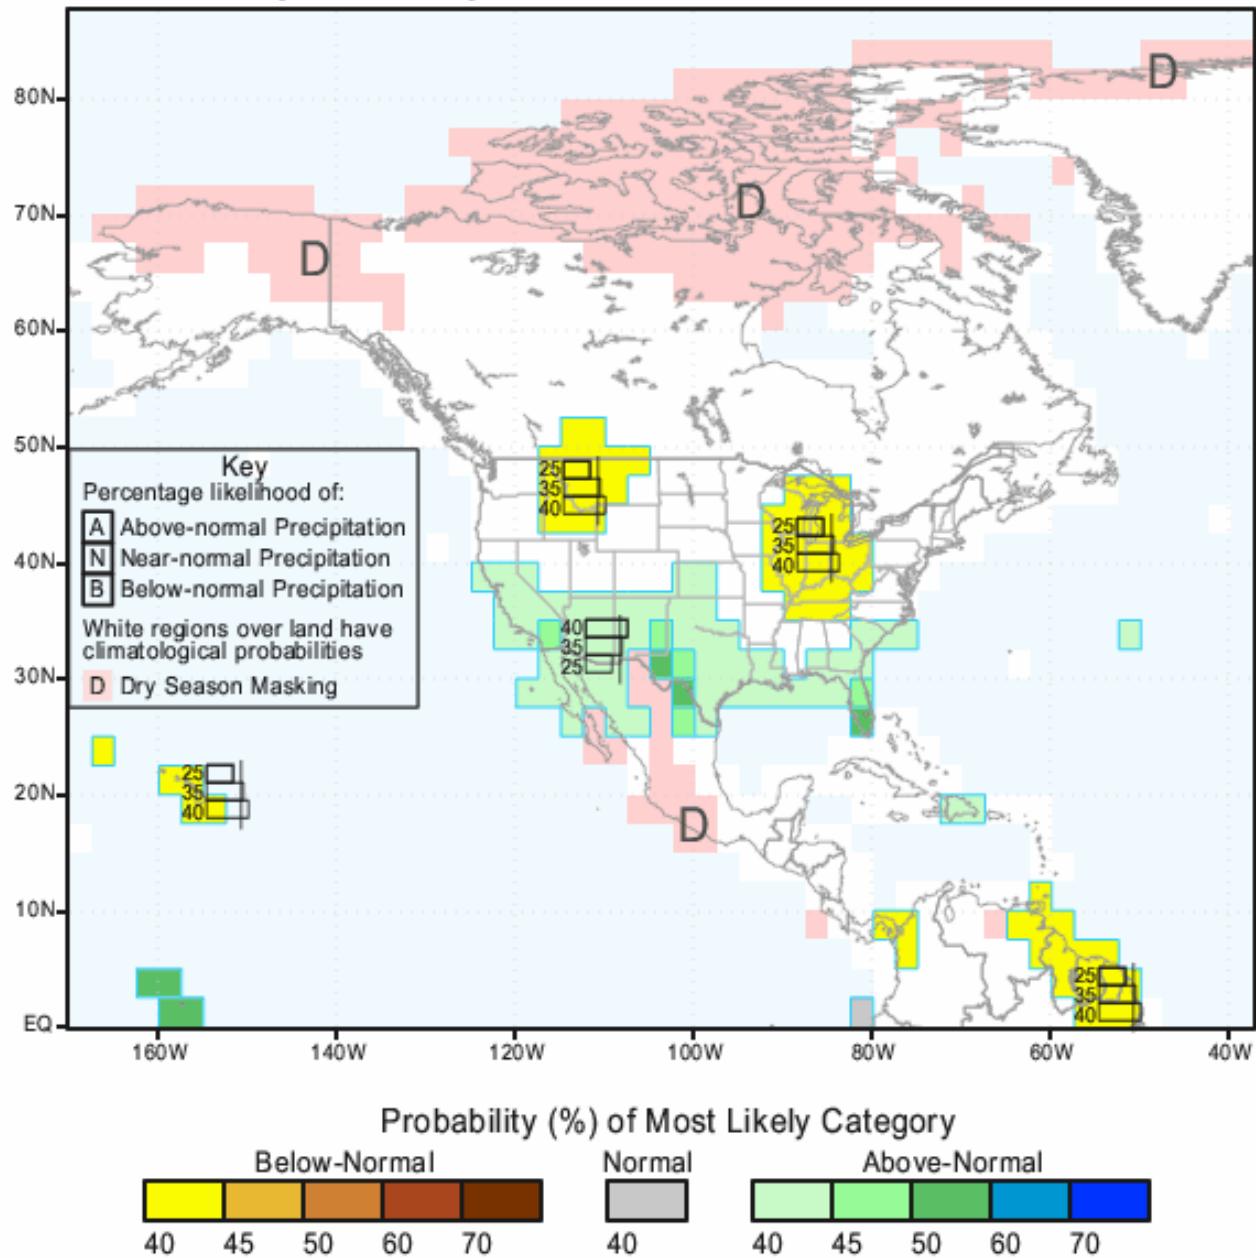 80N
D
70N
D
D
60N
50N
25
35
40
Key
Percentage likelihood of:
A Above-normal Precipitation
N Near-normal Precipitation
B Below-normal Precipitation
White regions over land have
climatological probabilities
D Dry Season Masking
25
35
40
40N
40
35
25
30N
25
35
40
20N
D
10N
25
35
40
EQ
160W 140W 120W 100W 80W 60W 40W
Probability (%) of Most Likely Category
Below-Normal Normal Above-Normal
40 45 50 60 70 40 40 45 50 60 70